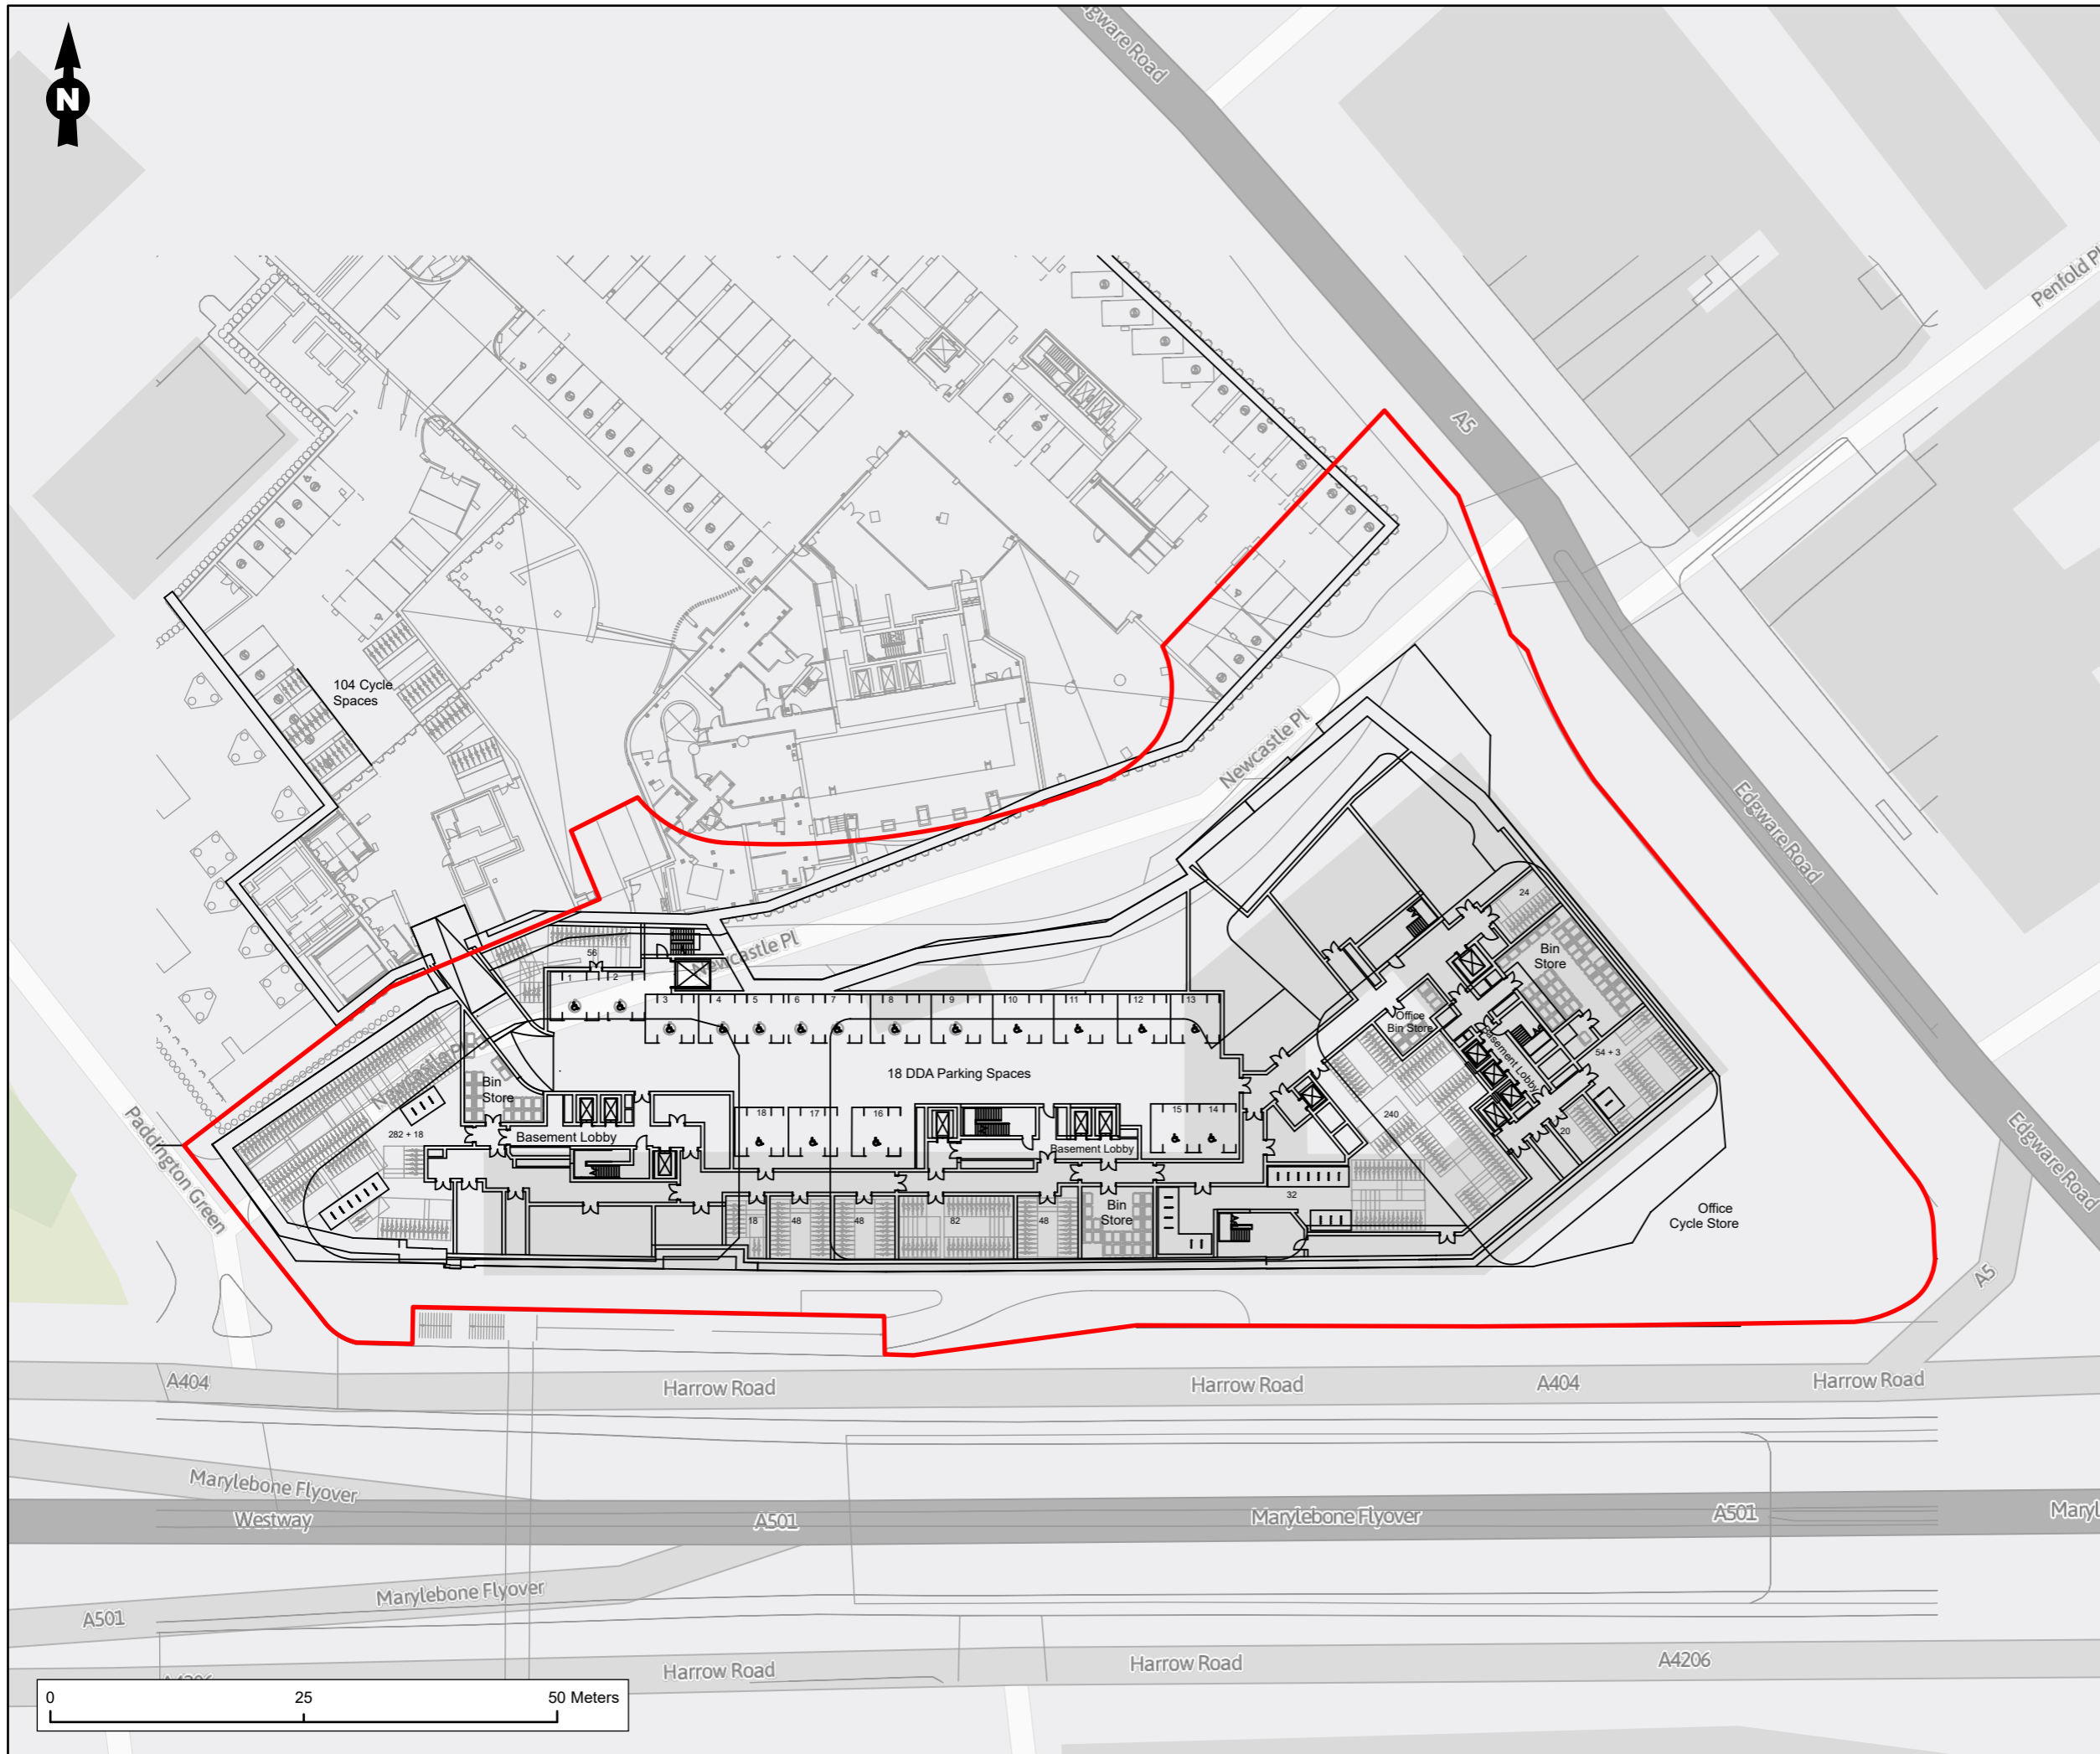 Edgware Road
N
Penfold Pl
A5
104 Cycle
Spaces
Newcastle Pl
Edgware Road
24
Bin
Store
56
Newcastle Pl
1
2
3
4
5
6
7
8
9
10
11
12
13
Office
Bin Store
Basement Lobby
54 + 3
18 DDA Parking Spaces
Newcastle Pl
Bin
Store
18
17
16
15
14
240
20
Paddington Green
282 + 18
Basement Lobby
Basement Lobby
Edgware Road
32
18
48
48
82
48
Bin
Store
Office
Cycle Store
A5
A404
Harrow Road
Harrow Road
A404
Harrow Road
Marylebone Flyover
Westway
A501
Marylebone Flyover
A501
Maryl
Marylebone Flyover
A501
Harrow Road
Harrow Road
A4206
A4206
0
25
50 Meters